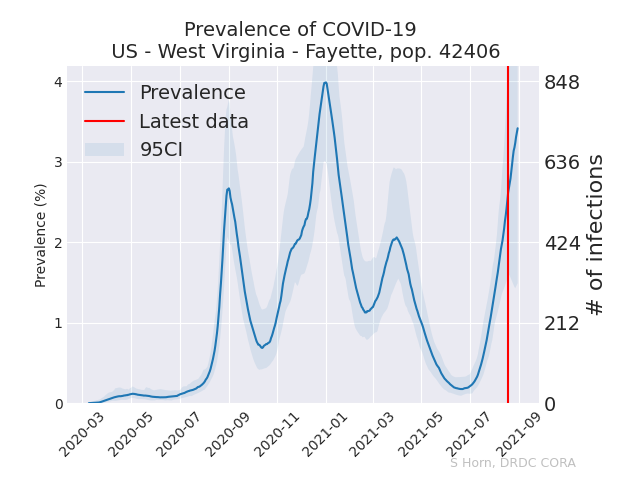 Prevalence of COVID-19
US - West Virginia - Fayette, pop. 42406
Prevalence
Latest data
95CI
Prevalence (%)
4
3
2
1
0
848
636
424
212
0
# of infections
2020-03
2020-05
2020-07
2020-09
2020-11
2021-01
2021-03
2021-05
2021-07
2021-09
S Horn, DRDC CORA